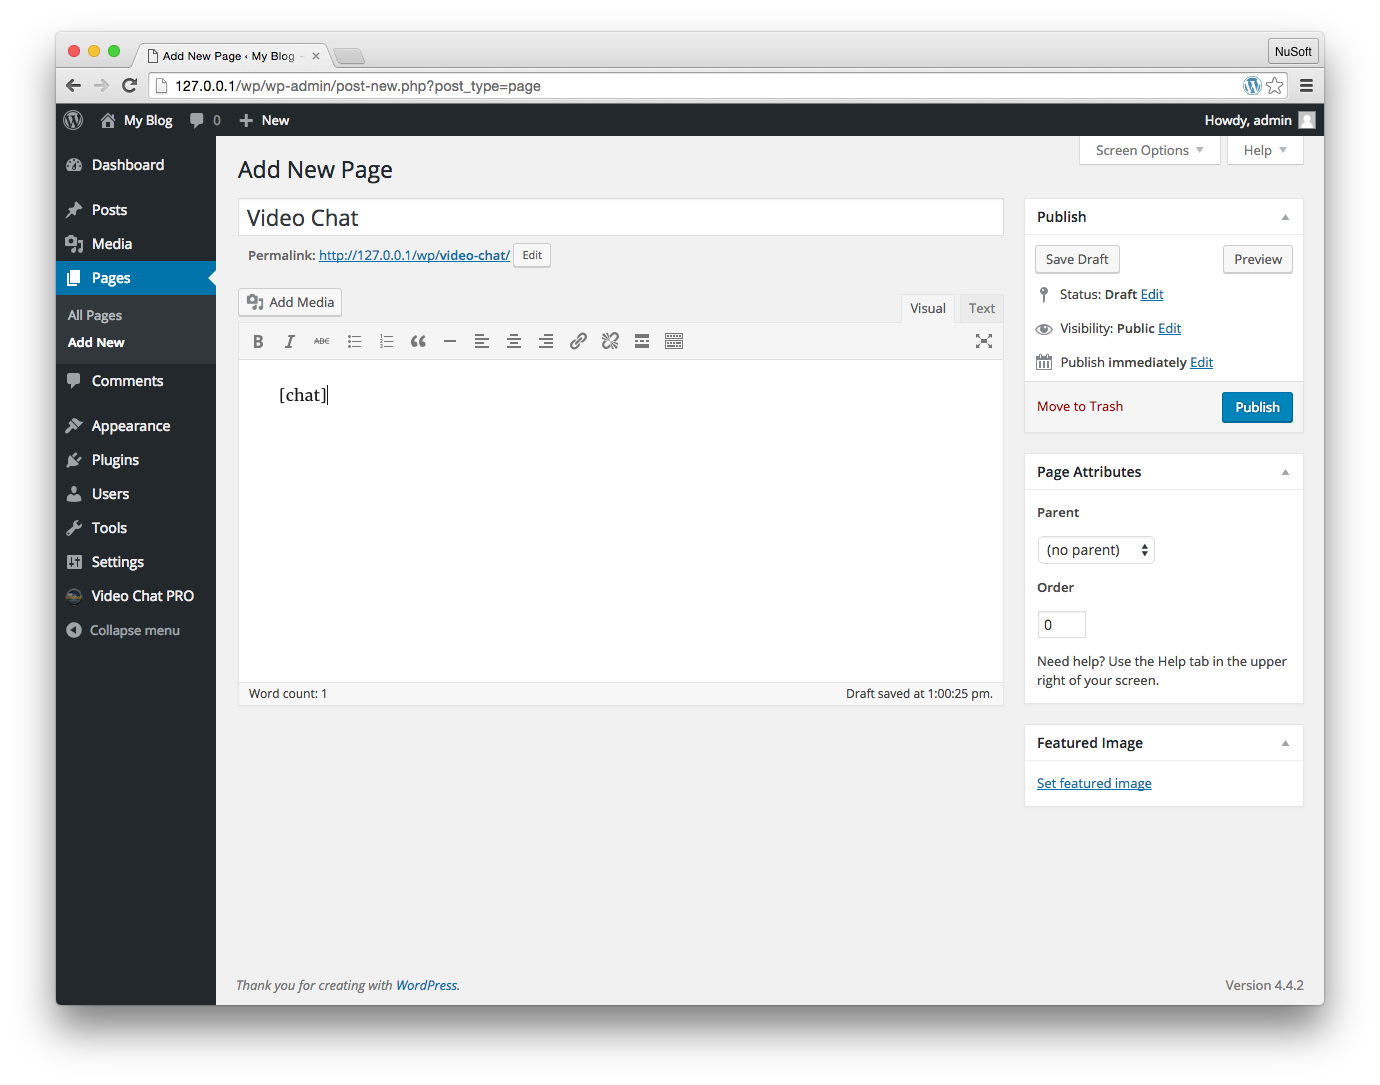 Add New Page ‹ My Blog –
NuSoft
127.0.0.1/wp/wp-admin/post-new.php?post_type=page
My Blog 0 New
Howdy, admin
Screen Options
Help
Dashboard
Posts
Media
Pages
All Pages
Add New
Comments
Appearance
Plugins
Users
Tools
Settings
Video Chat PRO
Collapse menu
Add New Page
Video Chat
Permalink: http://127.0.0.1/wp/video-chat/ Edit
Add Media
Visual Text
B I ABC
[chat]
Word count: 1
Draft saved at 1:00:25 pm.
Publish
Save Draft Preview
Status: Draft Edit
Visibility: Public Edit
Publish immediately Edit
Move to Trash Publish
Page Attributes
Parent
(no parent)
Order
0
Need help? Use the Help tab in the upper
right of your screen.
Featured Image
Set featured image
Thank you for creating with WordPress.
Version 4.4.2